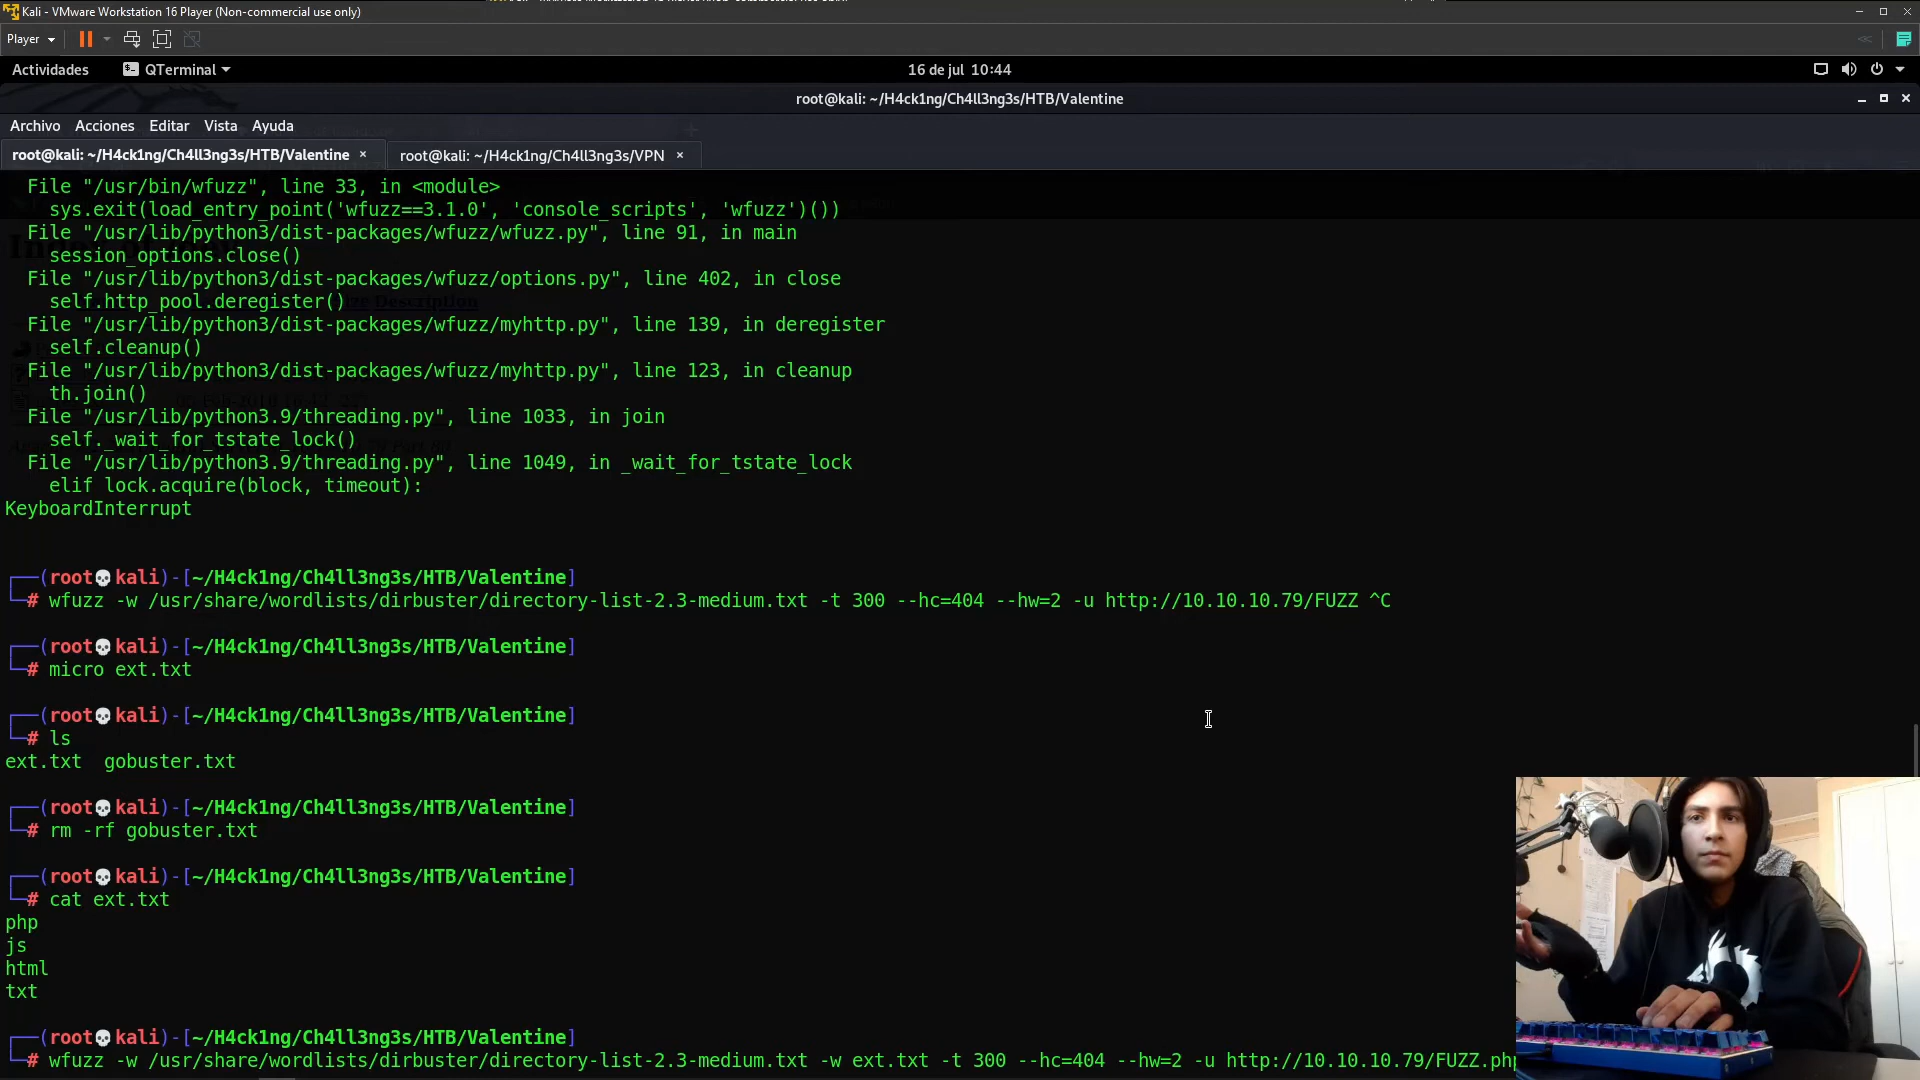 Kali - VMware Workstation 16 Player (Non-commercial use only)
Player
Actividades QTerminal 16 de jul 10:44
root@kali: ~/H4ck1ng/Ch4ll3ng3s/HTB/Valentine
Archivo Acciones Editar Vista Ayuda
root@kali: ~/H4ck1ng/Ch4ll3ng3s/HTB/Valentine × root@kali: ~/H4ck1ng/Ch4ll3ng3s/VPN ×
File "/usr/bin/wfuzz", line 33, in <module>
sys.exit(load_entry_point('wfuzz==3.1.0', 'console_scripts', 'wfuzz')())
File "/usr/lib/python3/dist-packages/wfuzz/wfuzz.py", line 91, in main
session_options.close()
File "/usr/lib/python3/dist-packages/wfuzz/options.py", line 402, in close
self.http_pool.deregister()
File "/usr/lib/python3/dist-packages/wfuzz/myhttp.py", line 139, in deregister
self.cleanup()
File "/usr/lib/python3/dist-packages/wfuzz/myhttp.py", line 123, in cleanup
th.join()
File "/usr/lib/python3.9/threading.py", line 1033, in join
self._wait_for_tstate_lock()
File "/usr/lib/python3.9/threading.py", line 1049, in _wait_for_tstate_lock
elif lock.acquire(block, timeout):
KeyboardInterrupt
┌──(root💀kali)-[~/H4ck1ng/Ch4ll3ng3s/HTB/Valentine]
└─# wfuzz -w /usr/share/wordlists/dirbuster/directory-list-2.3-medium.txt -t 300 --hc=404 --hw=2 -u http://10.10.10.79/FUZZ ^C
┌──(root💀kali)-[~/H4ck1ng/Ch4ll3ng3s/HTB/Valentine]
└─# micro ext.txt
┌──(root💀kali)-[~/H4ck1ng/Ch4ll3ng3s/HTB/Valentine]
└─# ls
ext.txt gobuster.txt
┌──(root💀kali)-[~/H4ck1ng/Ch4ll3ng3s/HTB/Valentine]
└─# rm -rf gobuster.txt
┌──(root💀kali)-[~/H4ck1ng/Ch4ll3ng3s/HTB/Valentine]
└─# cat ext.txt
php
js
html
txt
┌──(root💀kali)-[~/H4ck1ng/Ch4ll3ng3s/HTB/Valentine]
└─# wfuzz -w /usr/share/wordlists/dirbuster/directory-list-2.3-medium.txt -w ext.txt -t 300 --hc=404 --hw=2 -u http://10.10.10.79/FUZZ.php